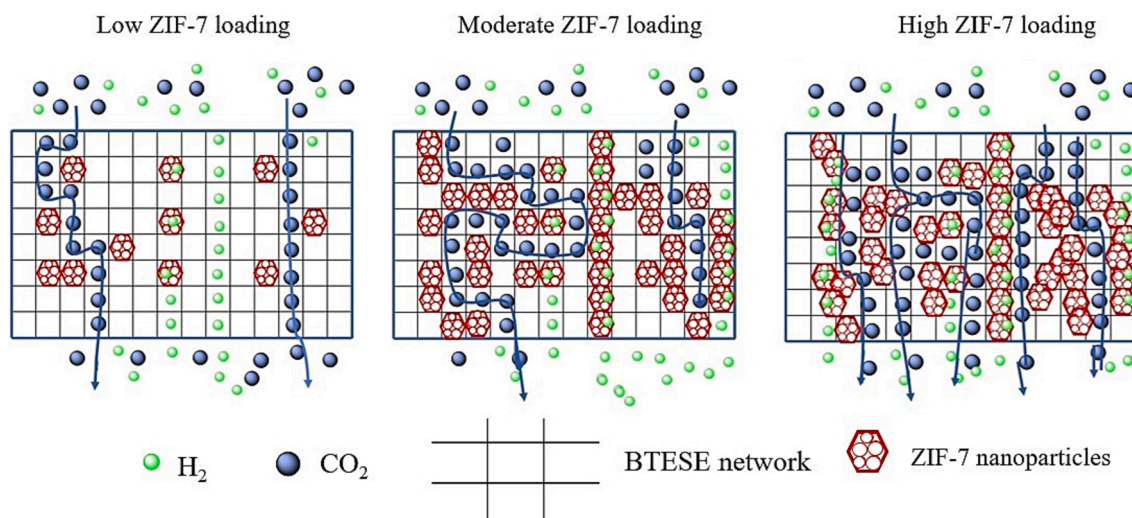 Low ZIF-7 loading
Moderate ZIF-7 loading
High ZIF-7 loading
H₂
CO₂
BTESE network
ZIF-7 nanoparticles